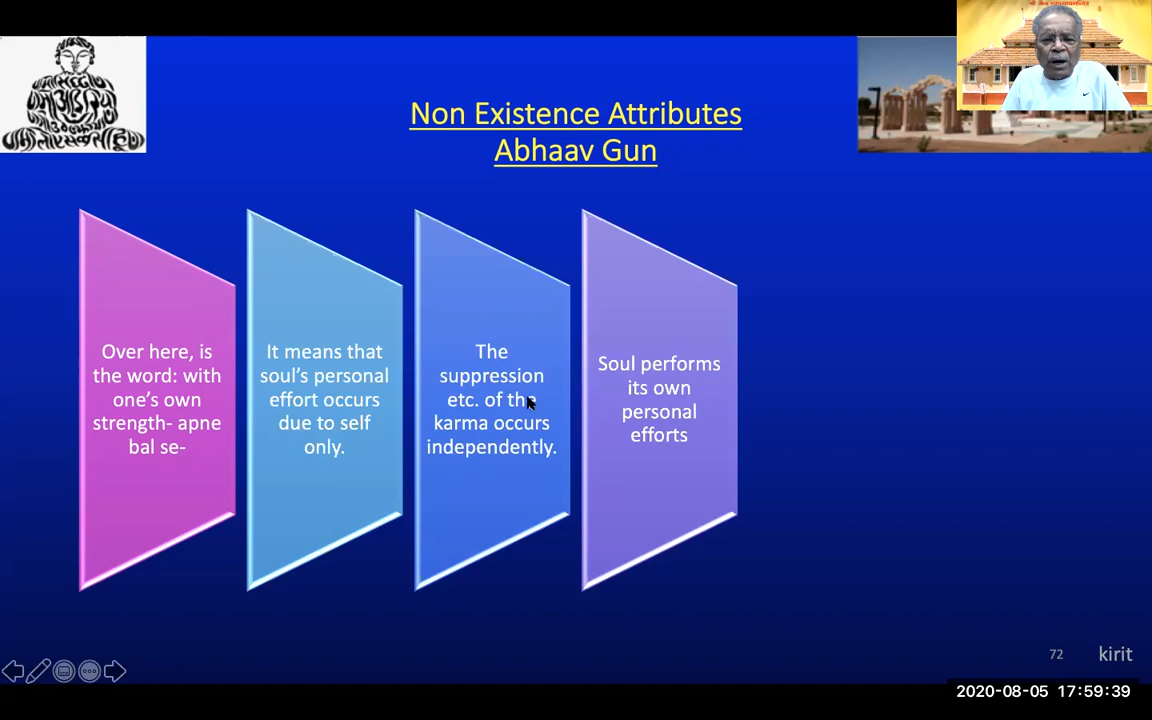 Non Existence Attributes
Abhaav Gun
Over here, is
the word: with
one's own
strength- apne
bal se-
It means that
soul's personal
effort occurs
due to self
only.
The
suppression
etc. of the
karma occurs
independently.
Soul performs
its own
personal
efforts
72
kirit
2020-08-05 17:59:39